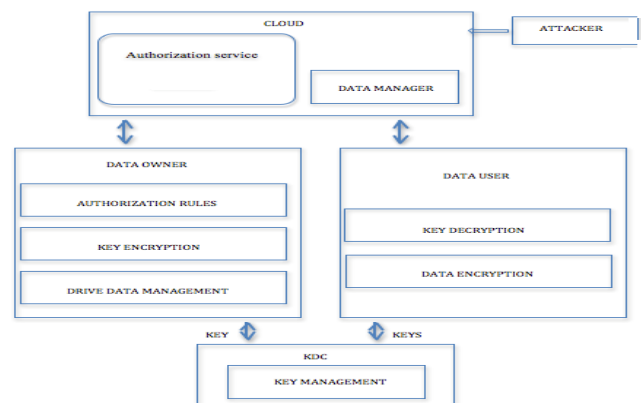 CLOUD
ATTACKER
Authorization service
DATA MANAGER
DATA OWNER
AUTHORIZATION RULES
KEY ENCRYPTION
DRIVE DATA MANAGEMENT
DATA USER
KEY DECRYPTION
DATA ENCRYPTION
KEY
KEYS
KDC
KEY MANAGEMENT